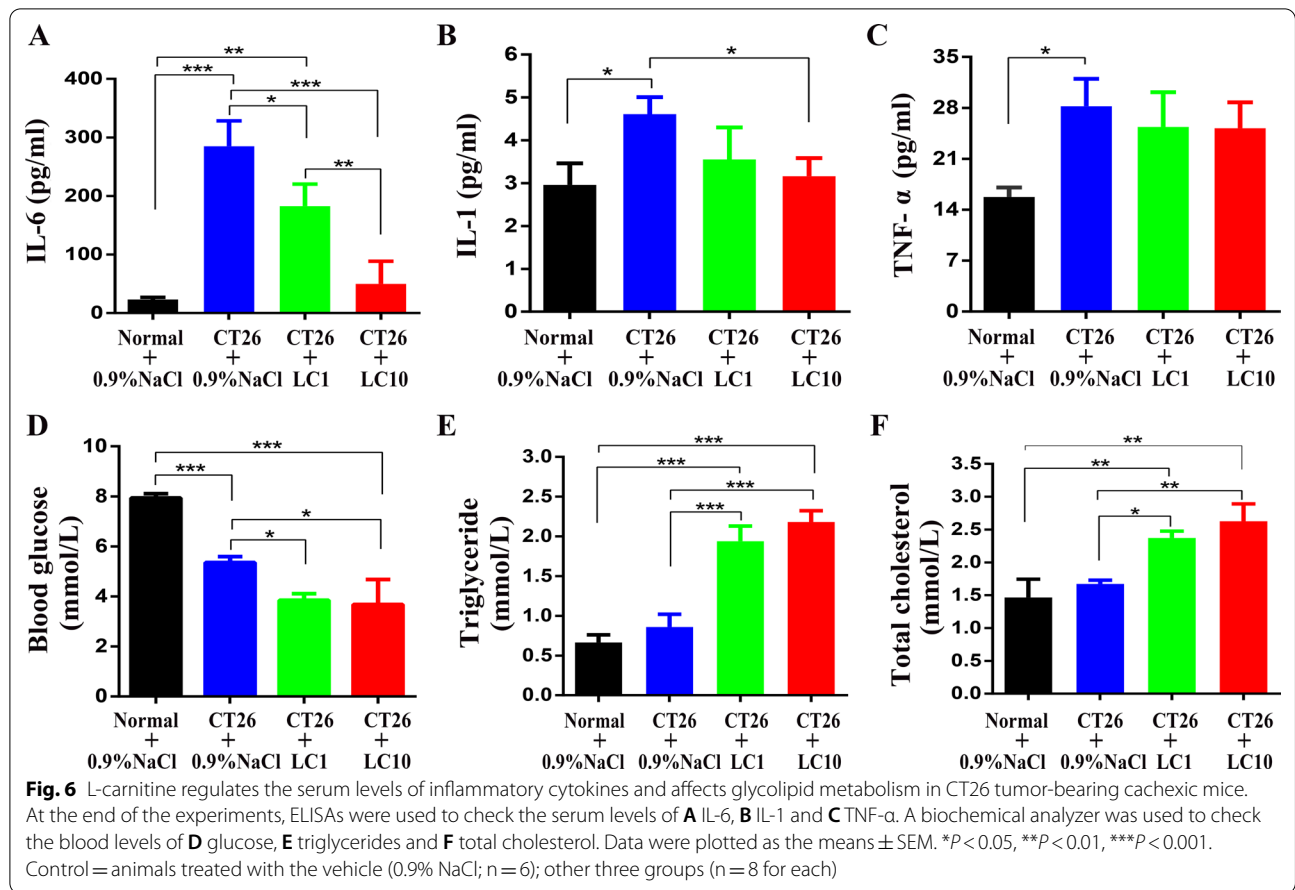 A
IL-6 (pg/ml)
400
300
200
100
0
**
***
***
*
**
Normal + 0.9%NaCl
CT26 + 0.9%NaCl
CT26 + LC1
CT26 + LC10
B
IL-1 (pg/ml)
6
5
4
3
2
1
0
*
*
Normal + 0.9%NaCl
CT26 + 0.9%NaCl
CT26 + LC1
CT26 + LC10
C
TNF- α (pg/ml)
35
28
21
14
7
0
*
Normal + 0.9%NaCl
CT26 + 0.9%NaCl
CT26 + LC1
CT26 + LC10
D
Blood glucose
(mmol/L)
10
8
6
4
2
0
***
***
*
*
Normal + 0.9%NaCl
CT26 + 0.9%NaCl
CT26 + LC1
CT26 + LC10
E
Triglyceride
(mmol/L)
3.0
2.5
2.0
1.5
1.0
0.5
0.0
***
***
***
***
Normal + 0.9%NaCl
CT26 + 0.9%NaCl
CT26 + LC1
CT26 + LC10
F
Total cholesterol
(mmol/L)
3.5
3.0
2.5
2.0
1.5
1.0
0.5
0.0
**
**
**
*
Normal + 0.9%NaCl
CT26 + 0.9%NaCl
CT26 + LC1
CT26 + LC10
Fig. 6 L-carnitine regulates the serum levels of inflammatory cytokines and affects glycolipid metabolism in CT26 tumor-bearing cachexic mice.
At the end of the experiments, ELISAs were used to check the serum levels of A IL-6, B IL-1 and C TNF-α. A biochemical analyzer was used to check
the blood levels of D glucose, E triglycerides and F total cholesterol. Data were plotted as the means ± SEM. *P < 0.05, **P < 0.01, ***P < 0.001.
Control = animals treated with the vehicle (0.9% NaCl; n = 6); other three groups (n = 8 for each)